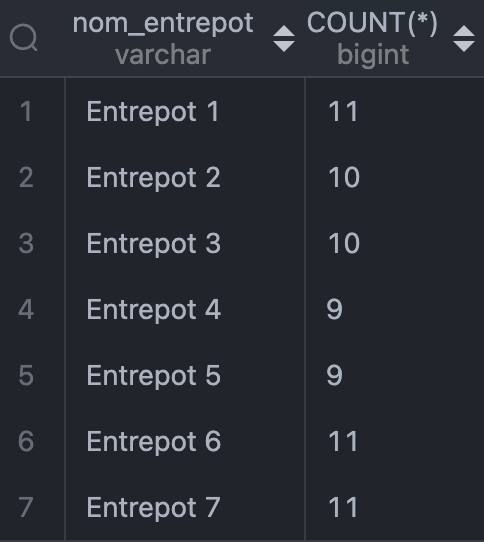 nom_entrepot COUNT(*)
varchar bigint
1 Entrepot 1 11
2 Entrepot 2 10
3 Entrepot 3 10
4 Entrepot 4 9
5 Entrepot 5 9
6 Entrepot 6 11
7 Entrepot 7 11